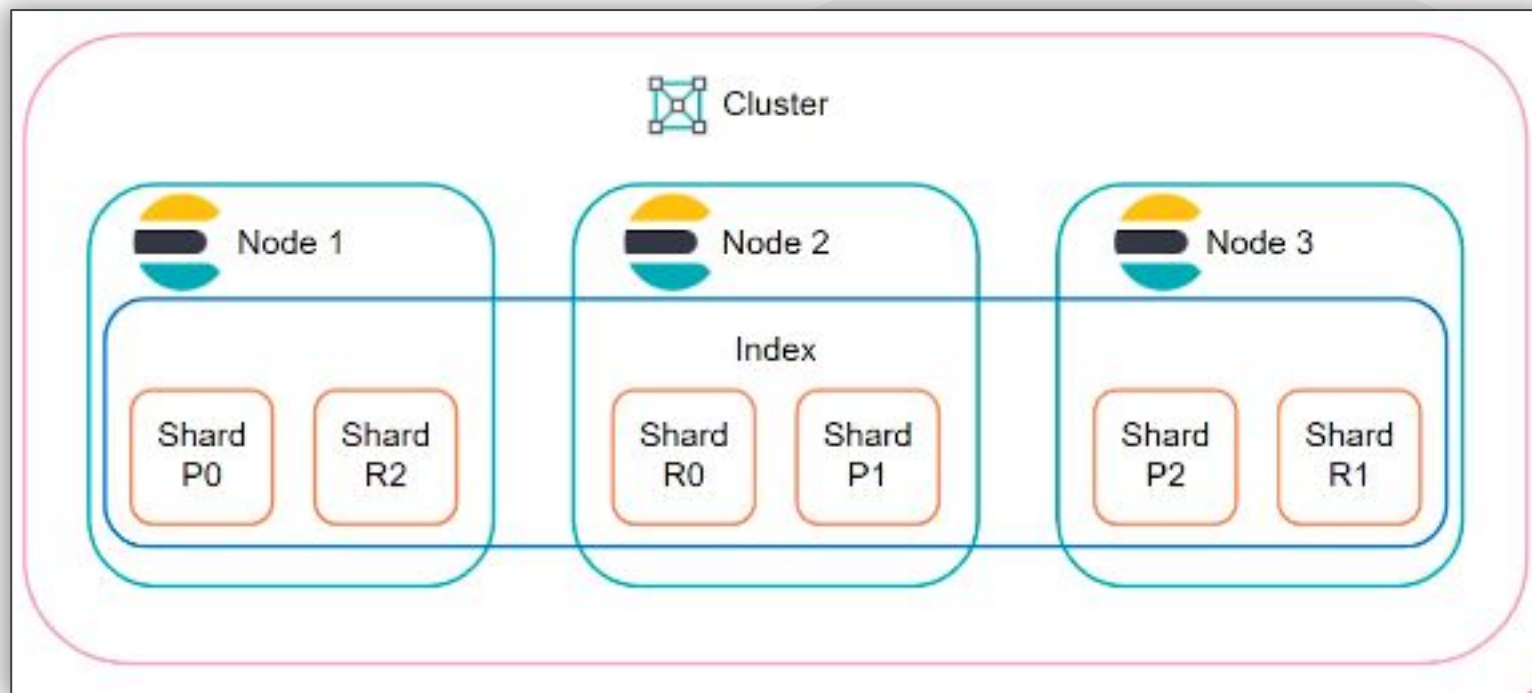 Cluster
Node 1
Node 2
Node 3
Index
Shard
P0
Shard
R2
Shard
R0
Shard
P1
Shard
P2
Shard
R1